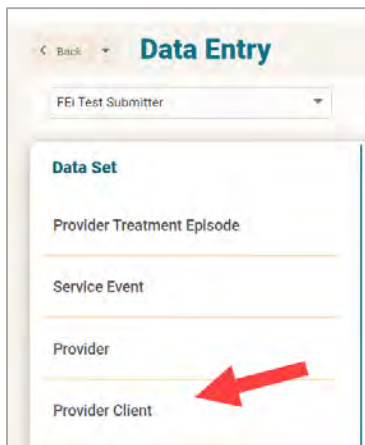 Back
Data Entry
FEi Test Submitter
Data Set
Provider Treatment Episode
Service Event
Provider
Provider Client